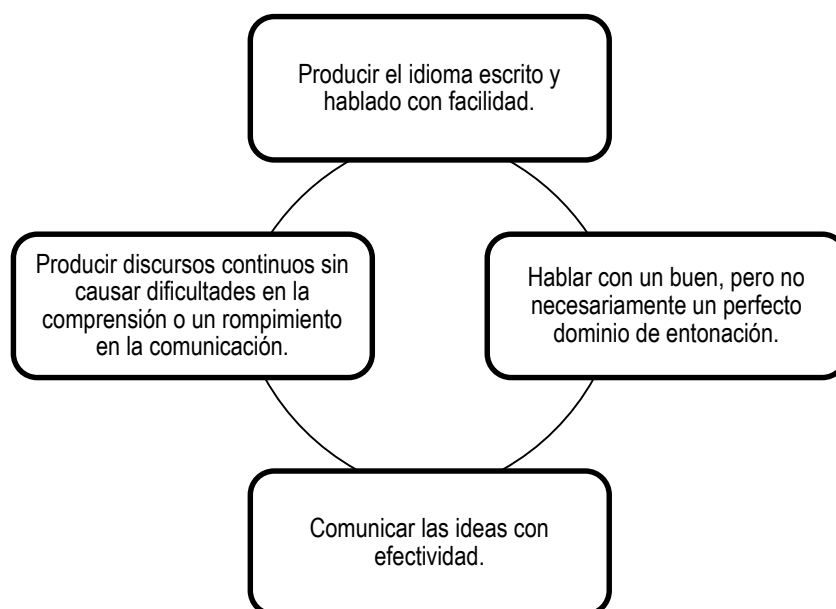 Producir el idioma escrito y
hablado con facilidad.
Producir discursos continuos sin
causar dificultades en la
comprensión o un rompimiento
en la comunicación.
Hablar con un buen, pero no
necesariamente un perfecto
dominio de entonación.
Comunicar las ideas con
efectividad.